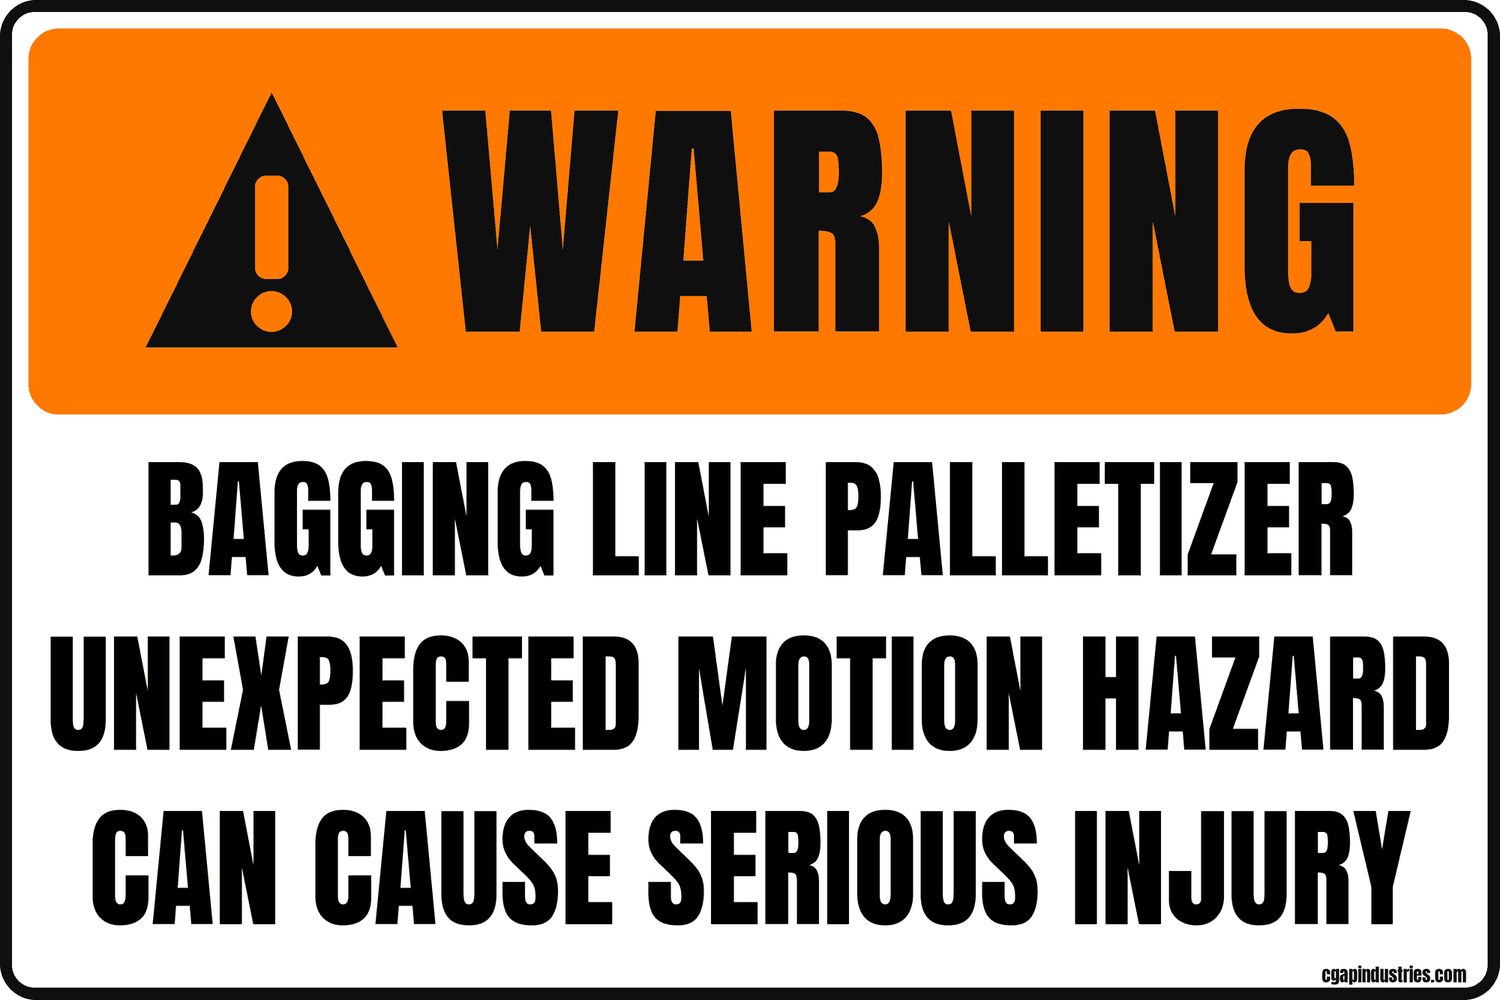 WARNING
BAGGING LINE PALLETIZER
UNEXPECTED MOTION HAZARD
CAN CAUSE SERIOUS INJURY
cgapindustries.com